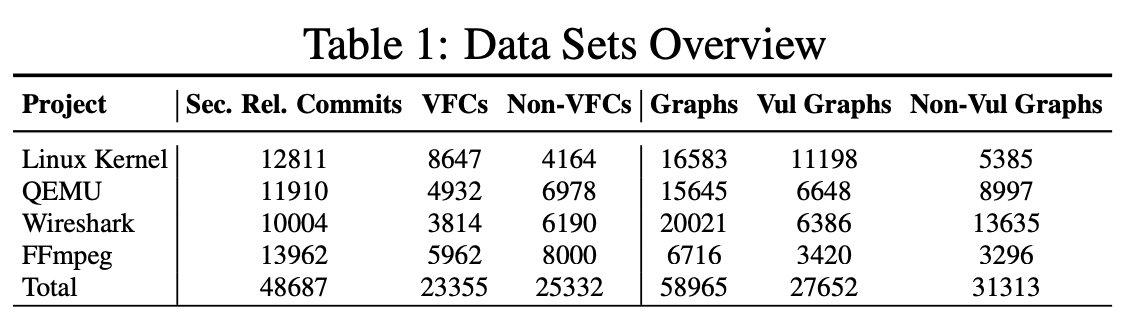 Table 1: Data Sets Overview
Project Sec. Rel. Commits VFCs Non-VFCs Graphs Vul Graphs Non-Vul Graphs
Linux Kernel 12811 8647 4164 16583 11198 5385
QEMU 11910 4932 6978 15645 6648 8997
Wireshark 10004 3814 6190 20021 6386 13635
FFmpeg 13962 5962 8000 6716 3420 3296
Total 48687 23355 25332 58965 27652 31313